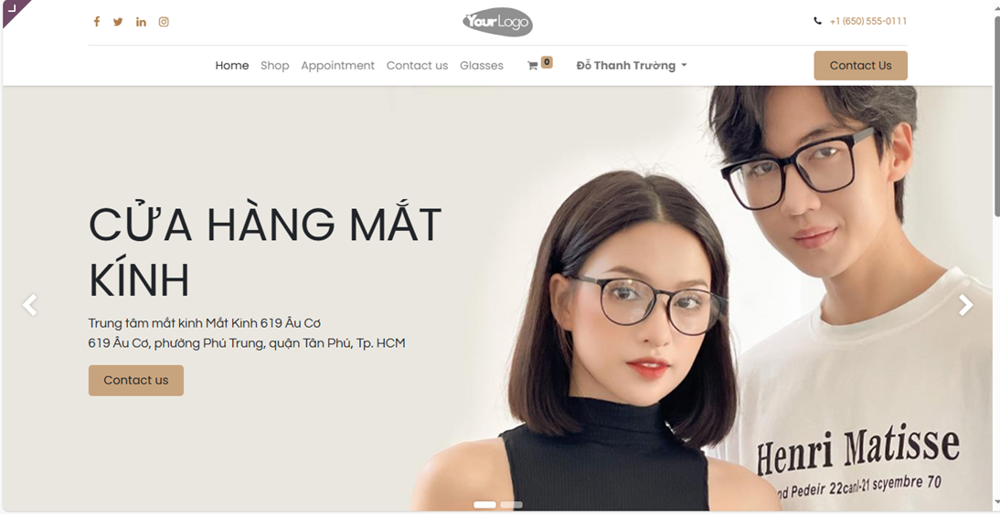 YourLogo
+1 (650) 555-0111
Home Shop Appointment Contact us Glasses 0 Đỗ Thanh Trường Contact Us
CỬA HÀNG MẮT
KÍNH
Trung tâm mắt kinh Mắt Kinh 619 Âu Cơ
619 Âu Cơ, phường Phú Trung, quận Tân Phú, Tp. HCM
Contact us
Henri Matisse
nd Pedeir 22canl-21 scyembre 70